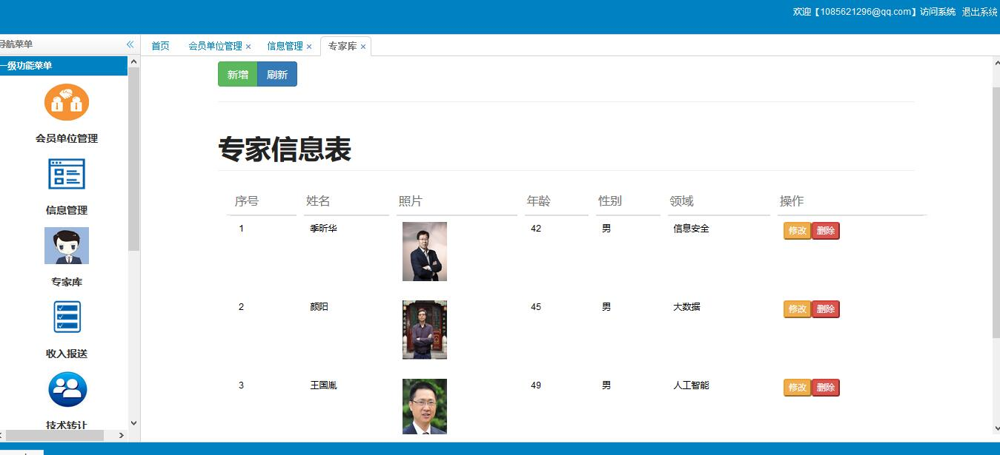 欢迎【1085621296@qq.com】访问系统 退出系统
导航菜单
首页 会员单位管理 × 信息管理 × 专家库 ×
一级功能菜单
会员单位管理
信息管理
专家库
收入报送
技术转让
新增 刷新
专家信息表
序号 姓名 照片 年龄 性别 领域 操作
1 季昕华 42 男 信息安全 修改 删除
2 颜阳 45 男 大数据 修改 删除
3 王国胤 49 男 人工智能 修改 删除